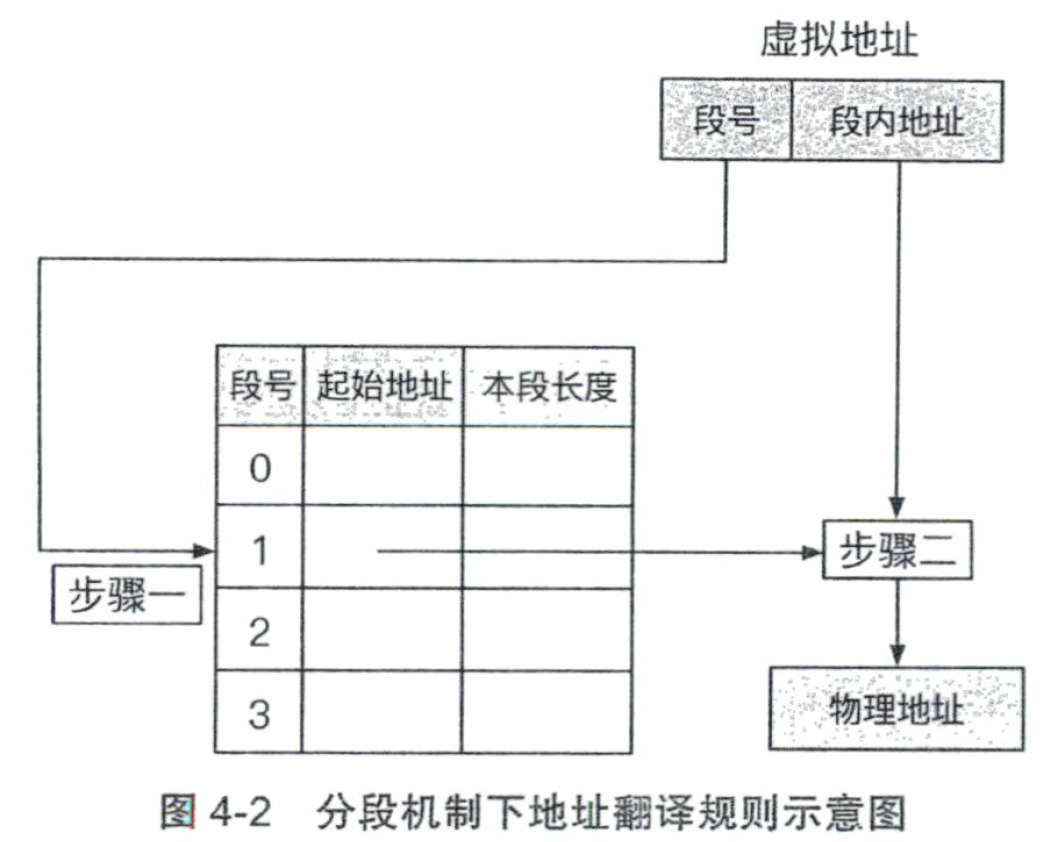 虚拟地址
段号 段内地址
段号 起始地址 本段长度
0
1
步骤二
步骤一
2
3
物理地址
图 4-2 分段机制下地址翻译规则示意图